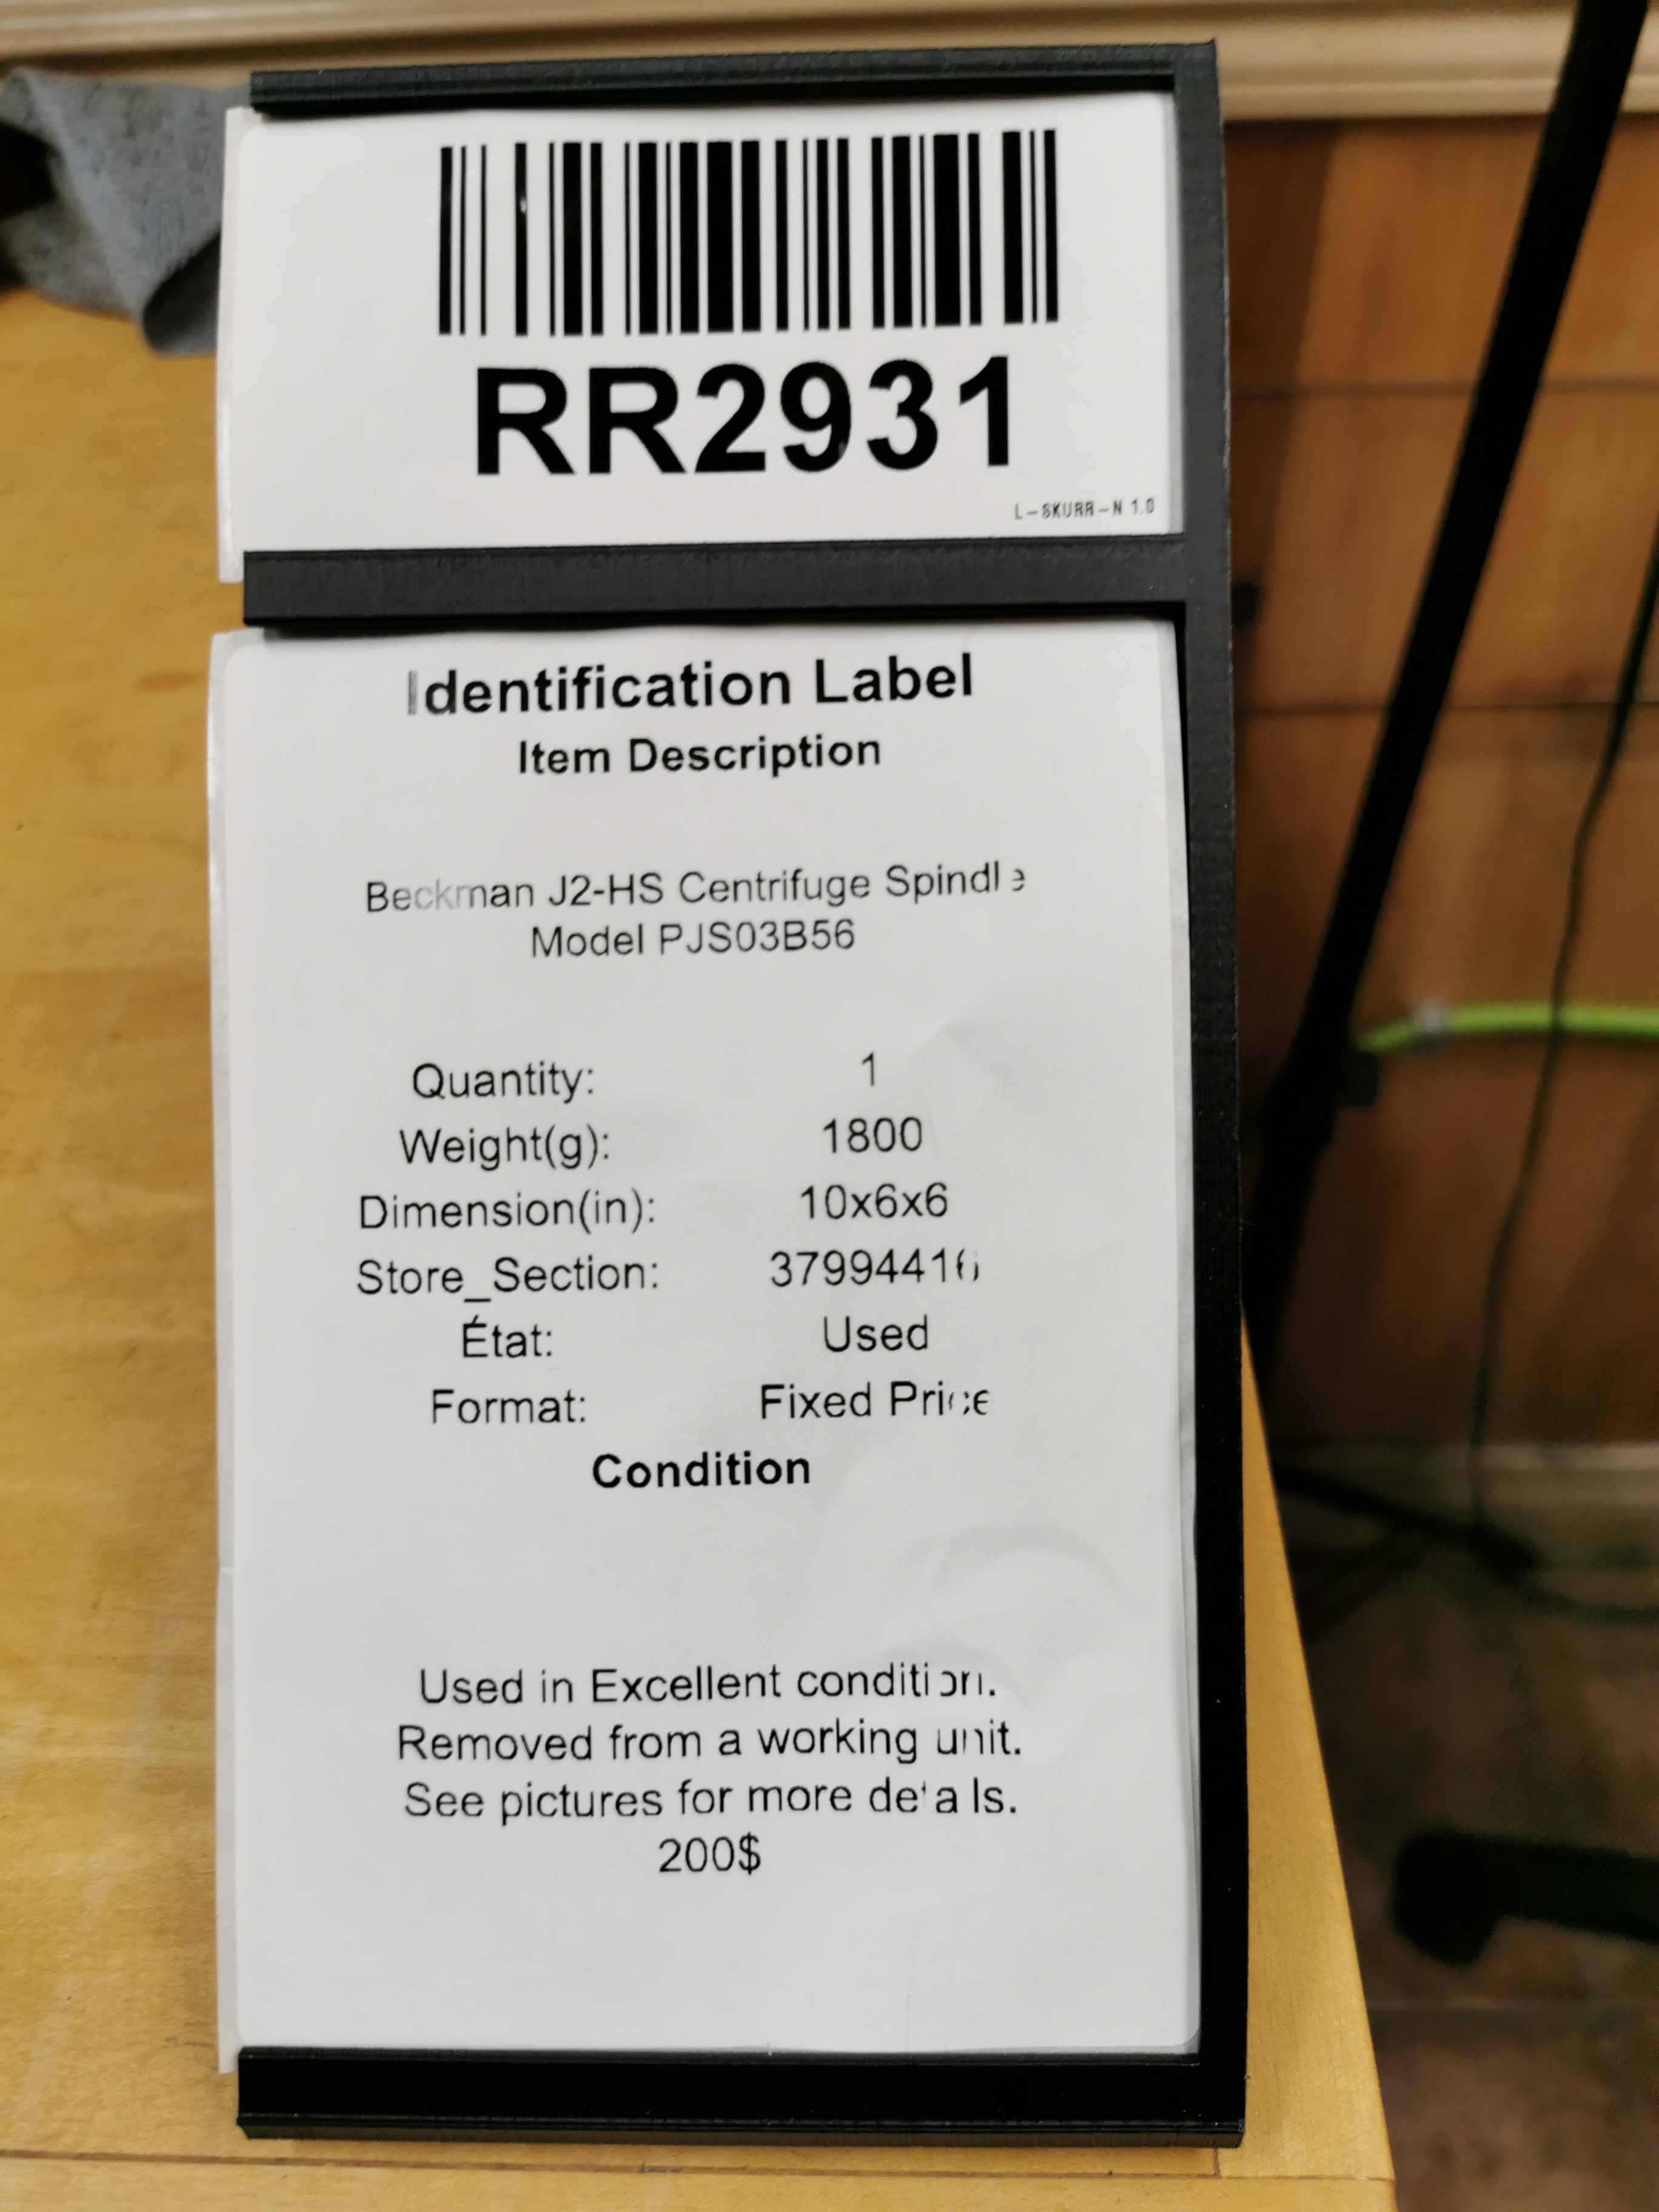 RR2931
L-SKURR-N 1.0
Identification Label
Item Description
Beckman J2-HS Centrifuge Spindle
Model PJS03B56
Quantity: 1
Weight(g): 1800
Dimension(in): 10x6x6
Store_Section: 37994416
État: Used
Format: Fixed Price
Condition
Used in Excellent condition.
Removed from a working unit.
See pictures for more details.
200$